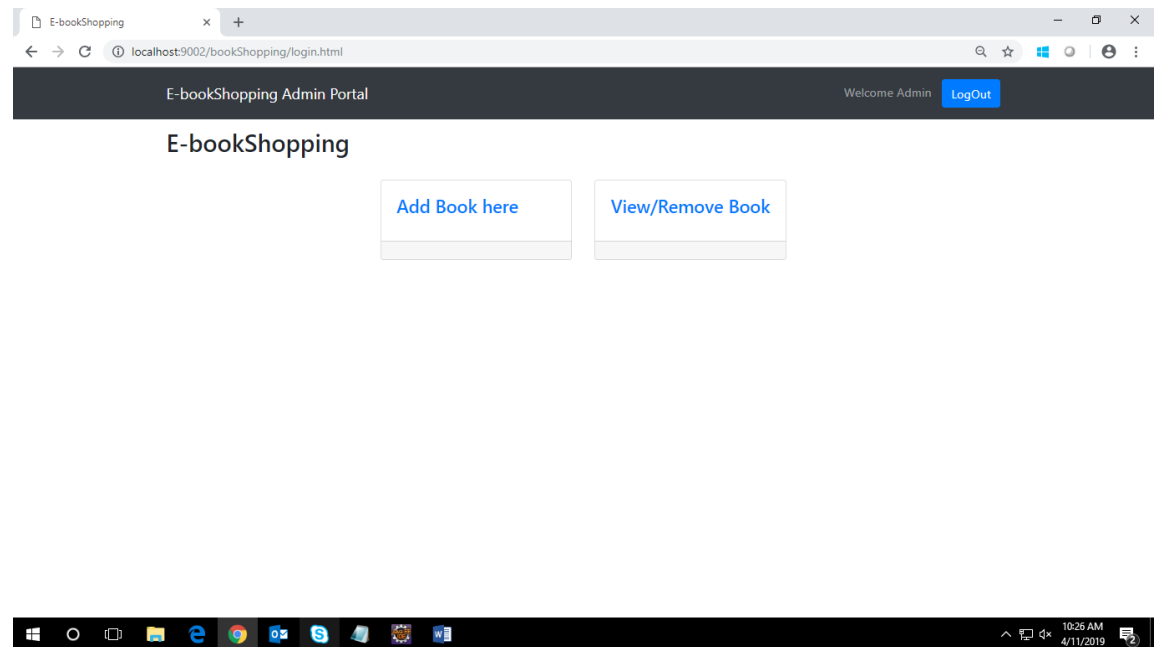 E-bookShopping
localhost:9002/bookShopping/login.html
E-bookShopping Admin Portal
Welcome Admin
LogOut
E-bookShopping
Add Book here
View/Remove Book
10:26 AM
4/11/2019
2